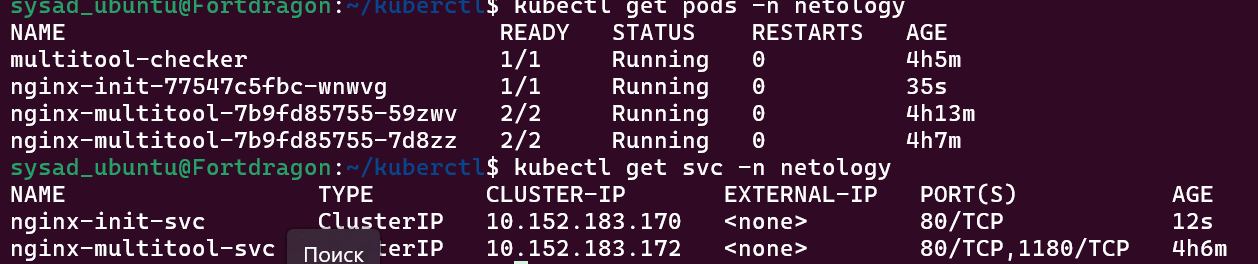 sysad_ubuntu@Fortdragon:~/kuberctl$ kubectl get pods -n netology
NAME READY STATUS RESTARTS AGE
multitool-checker 1/1 Running 0 4h5m
nginx-init-77547c5fbc-wnwvg 1/1 Running 0 35s
nginx-multitool-7b9fd85755-59zwv 2/2 Running 0 4h13m
nginx-multitool-7b9fd85755-7d8zz 2/2 Running 0 4h7m
sysad_ubuntu@Fortdragon:~/kuberctl$ kubectl get svc -n netology
NAME TYPE CLUSTER-IP EXTERNAL-IP PORT(S) AGE
nginx-init-svc ClusterIP 10.152.183.170 <none> 80/TCP 12s
nginx-multitool-svc terIP 10.152.183.172 <none> 80/TCP,1180/TCP 4h6m
Поиск